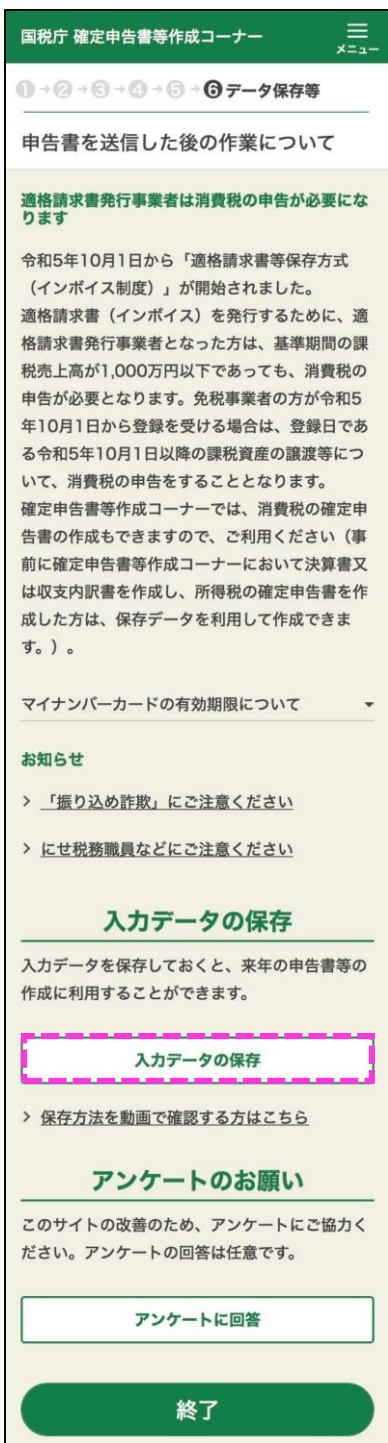 国税庁 確定申告書等作成コーナー
メニュー
❶→❷→❸→❹→❺→❻データ保存等
申告書を送信した後の作業について
適格請求書発行事業者は消費税の申告が必要にな
ります
令和5年10月1日から「適格請求書等保存方式
（インボイス制度）」が開始されました。
適格請求書（インボイス）を発行するために、適
格請求書発行事業者となった方は、基準期間の課
税売上高が1,000万円以下であっても、消費税の
申告が必要となります。免税事業者の方が令和5
年10月1日から登録を受ける場合は、登録日であ
る令和5年10月1日以降の課税資産の譲渡等につ
いて、消費税の申告をすることとなります。
確定申告書等作成コーナーでは、消費税の確定申
告書の作成もできますので、ご利用ください（事
前に確定申告書等作成コーナーにおいて決算書又
は収支内訳書を作成し、所得税の確定申告書を作
成した方は、保存データを利用して作成できま
す。）。
マイナンバーカードの有効期限について
お知らせ
> 「振り込め詐欺」にご注意ください
> にせ税務職員などにご注意ください
入力データの保存
入力データを保存しておくと、来年の申告書等の
作成に利用することができます。
入力データの保存
> 保存方法を動画で確認する方はこちら
アンケートのお願い
このサイトの改善のため、アンケートにご協力く
ださい。アンケートの回答は任意です。
アンケートに回答
終了